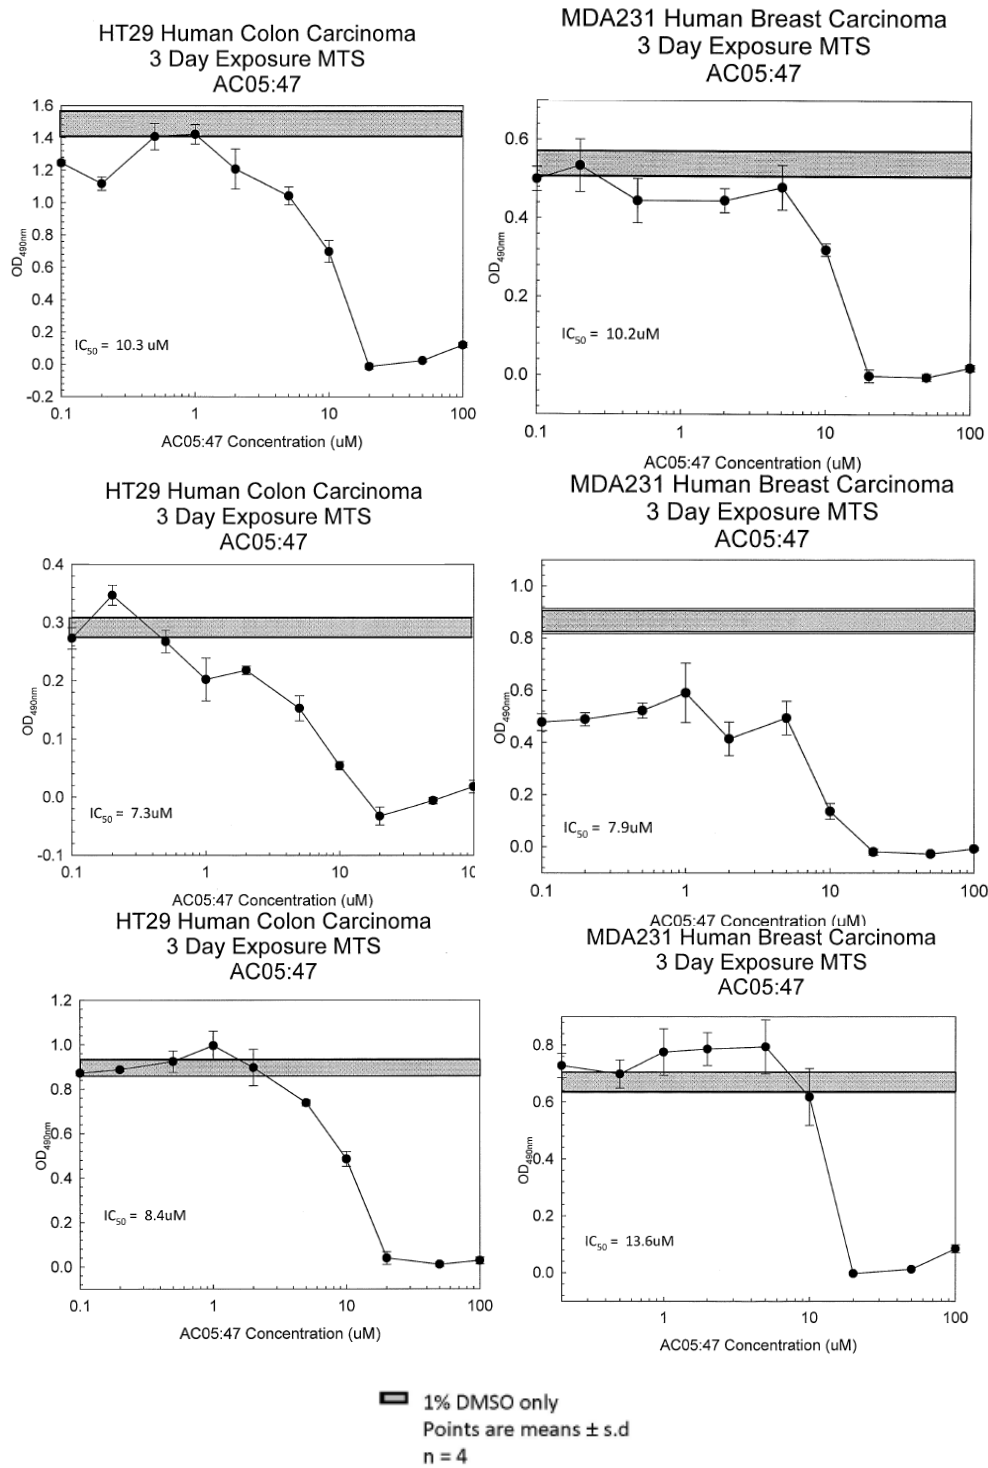 HT29 Human Colon Carcinoma
3 Day Exposure MTS
AC05:47
1.6
1.4
1.2
1.0
0.8
0.6
0.4
0.2
0.0
-0.2
OD490nm
IC50 = 10.3 uM
0.1 1 10 100
AC05:47 Concentration (uM)
MDA231 Human Breast Carcinoma
3 Day Exposure MTS
AC05:47
0.6
0.4
0.2
0.0
OD490nm
IC50 = 10.2uM
0.1 1 10 100
AC05:47 Concentration (uM)
HT29 Human Colon Carcinoma
3 Day Exposure MTS
AC05:47
0.4
0.3
0.2
0.1
0.0
-0.1
OD490nm
IC50 = 7.3uM
0.1 1 10 10
AC05:47 Concentration (uM)
MDA231 Human Breast Carcinoma
3 Day Exposure MTS
AC05:47
1.0
0.8
0.6
0.4
0.2
0.0
OD490nm
IC50 = 7.9uM
0.1 1 10 100
AC05:47 Concentration (uM)
HT29 Human Colon Carcinoma
3 Day Exposure MTS
AC05:47
1.2
1.0
0.8
0.6
0.4
0.2
0.0
OD490nm
IC50 = 8.4uM
0.1 1 10 100
AC05:47 Concentration (uM)
MDA231 Human Breast Carcinoma
3 Day Exposure MTS
AC05:47
0.8
0.6
0.4
0.2
0.0
OD490nm
IC50 = 13.6uM
1 10 100
AC05:47 Concentration (uM)
1% DMSO only
Points are means ± s.d
n = 4